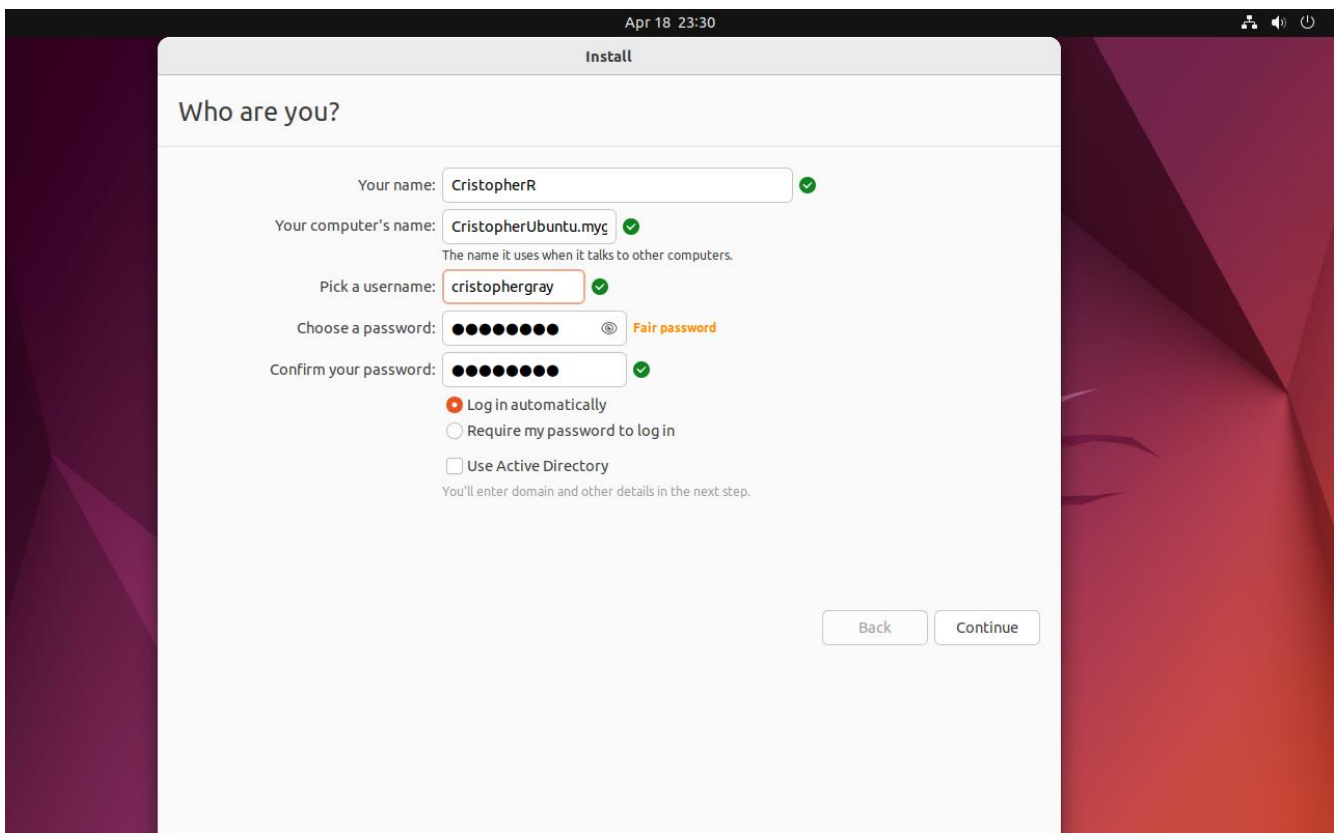 Apr 18 23:30
Install
Who are you?
Your name: CristopherR
Your computer's name: CristopherUbuntu.myg
The name it uses when it talks to other computers.
Pick a username: cristophergray
Choose a password: ●●●●●●●● Fair password
Confirm your password: ●●●●●●●●
Log in automatically
Require my password to log in
Use Active Directory
You'll enter domain and other details in the next step.
Back Continue